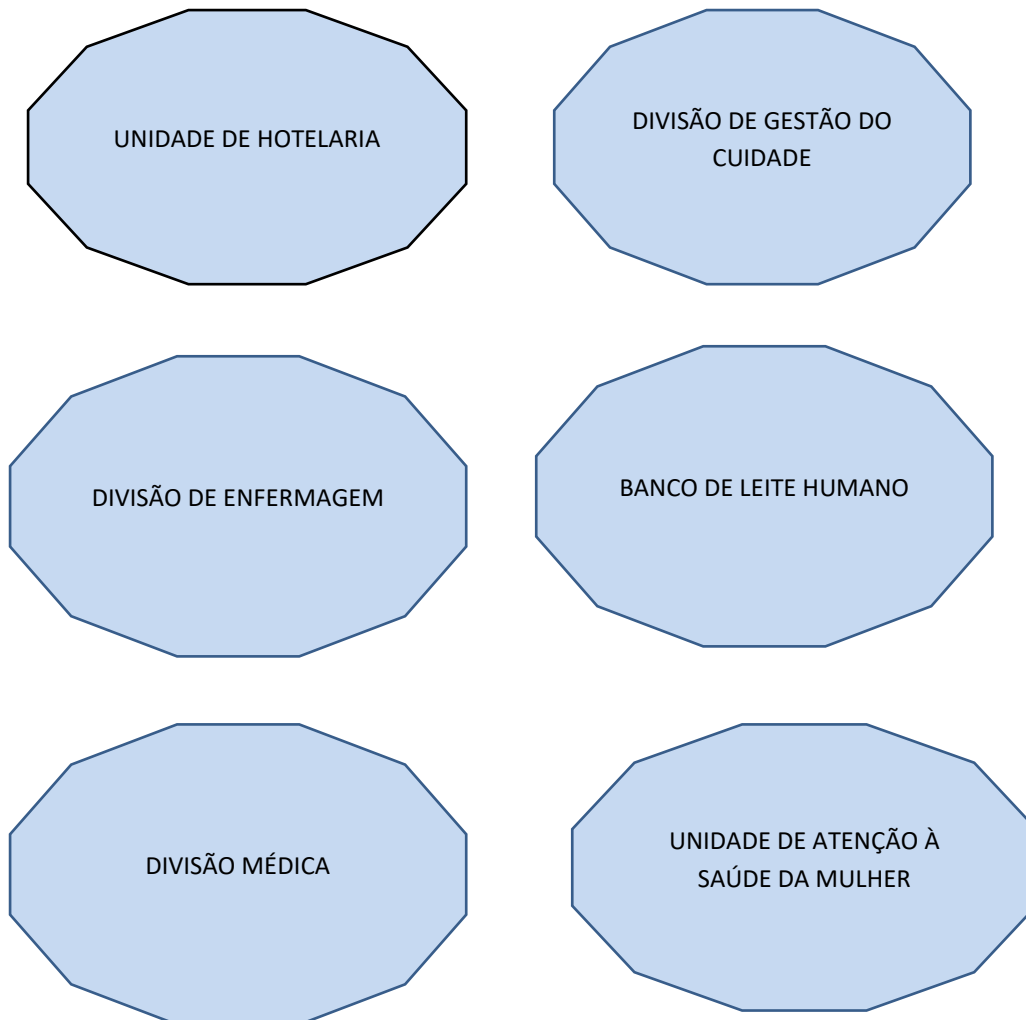 UNIDADE DE HOTELARIA
DIVISÃO DE GESTÃO DO
CUIDADE
DIVISÃO DE ENFERMAGEM
BANCO DE LEITE HUMANO
DIVISÃO MÉDICA
UNIDADE DE ATENÇÃO À
SAÚDE DA MULHER